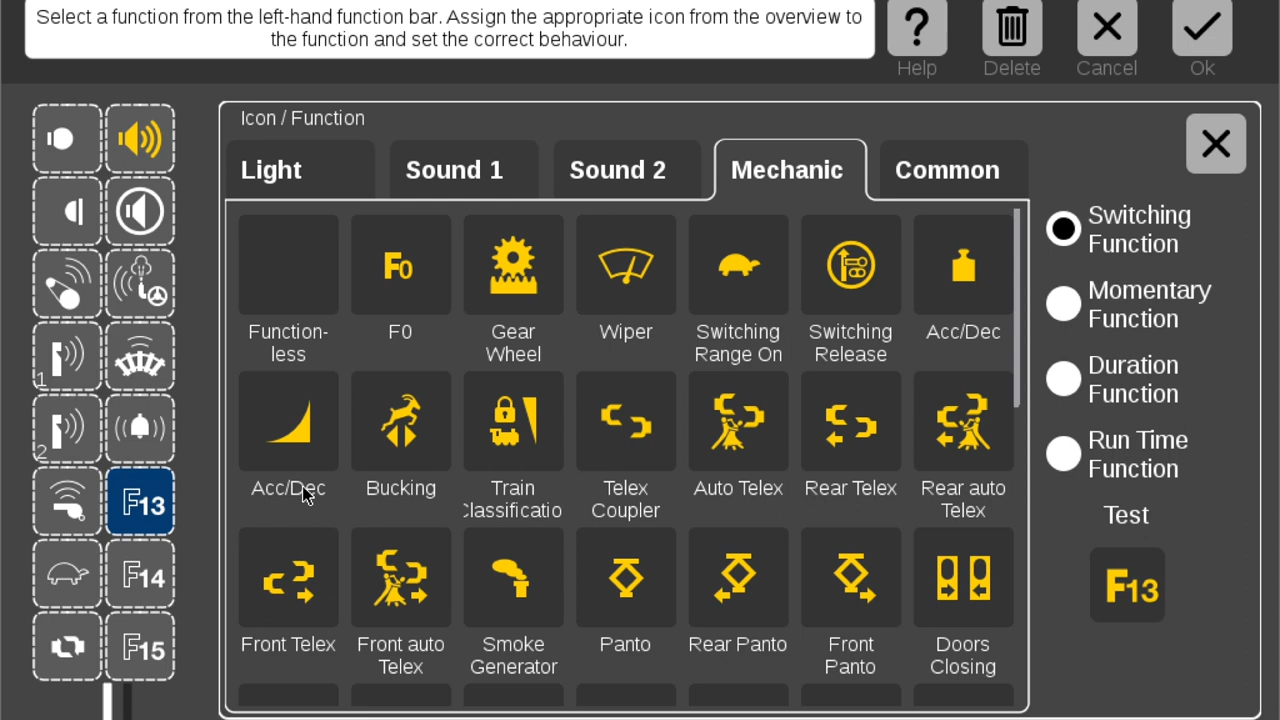 Select a function from the left-hand function bar. Assign the appropriate icon from the overview to
the function and set the correct behaviour.
Help
Delete
Cancel
Ok
Icon / Function
Light
Sound 1
Sound 2
Mechanic
Common
Function-
less
F0
F0
Gear
Wheel
Wiper
Switching
Range On
Switching
Release
Acc/Dec
Acc/Dec
Bucking
Train
Classificatio
Telex
Coupler
Auto Telex
Rear Telex
Rear auto
Telex
Front Telex
Front auto
Telex
Smoke
Generator
Panto
Rear Panto
Front
Panto
Doors
Closing
1
2
F13
F14
F15
Switching
Function
Momentary
Function
Duration
Function
Run Time
Function
Test
F13